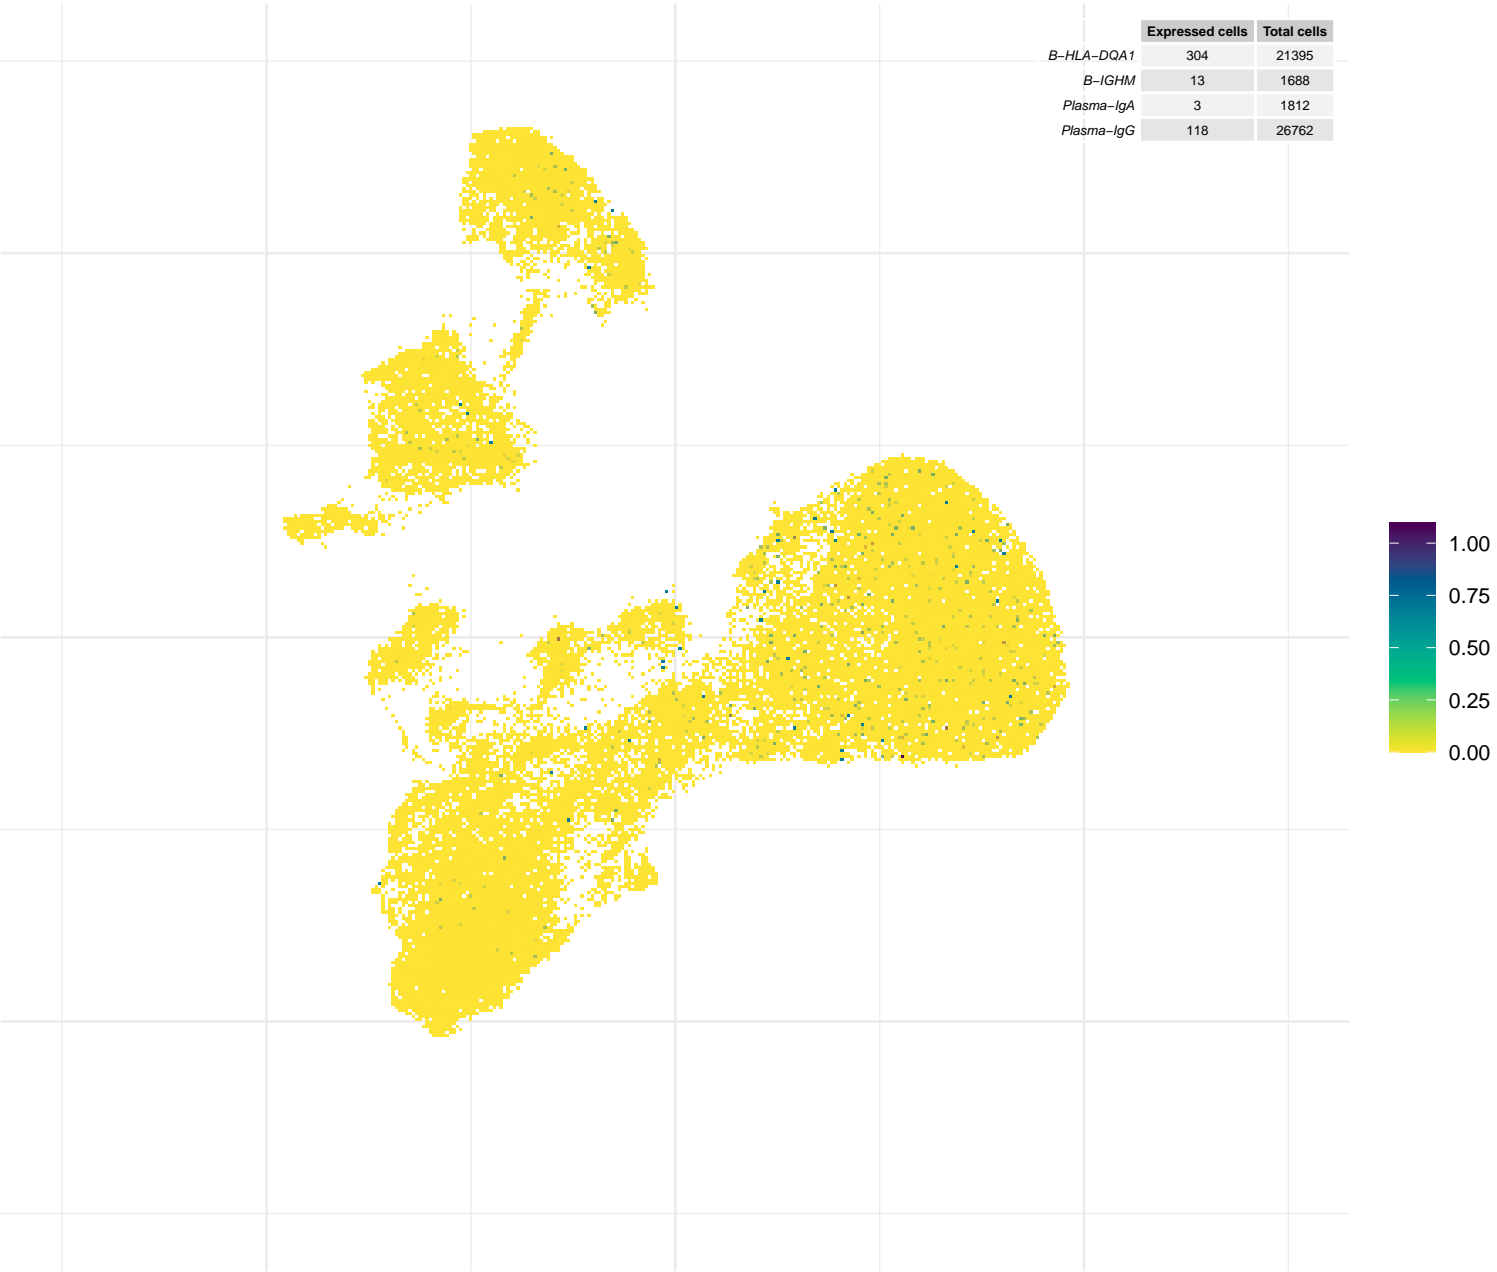 Expressed cells Total cells
B−HLA−DQA1 304 21395
B−IGHM 13 1688
Plasma−IgA 3 1812
Plasma−IgG 118 26762
1.00
0.75
0.50
0.25
0.00